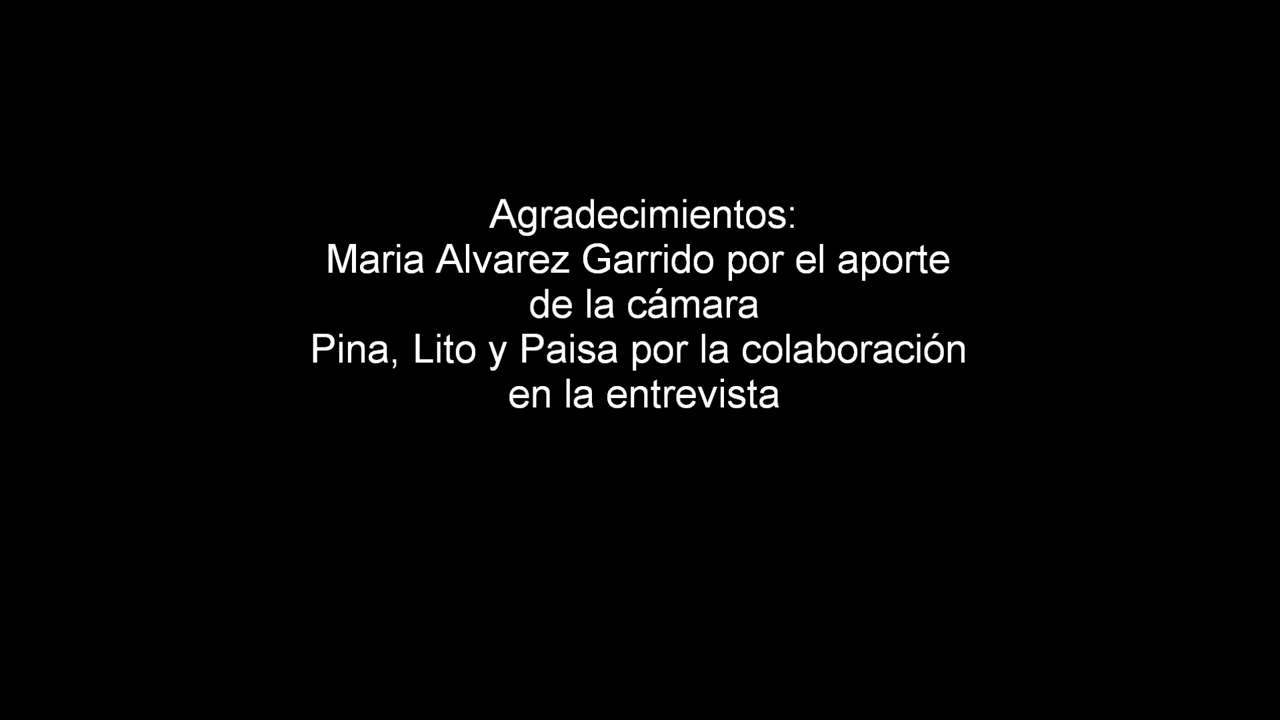 Agradecimientos:
Maria Alvarez Garrido por el aporte
de la cámara
Pina, Lito y Paisa por la colaboración
en la entrevista